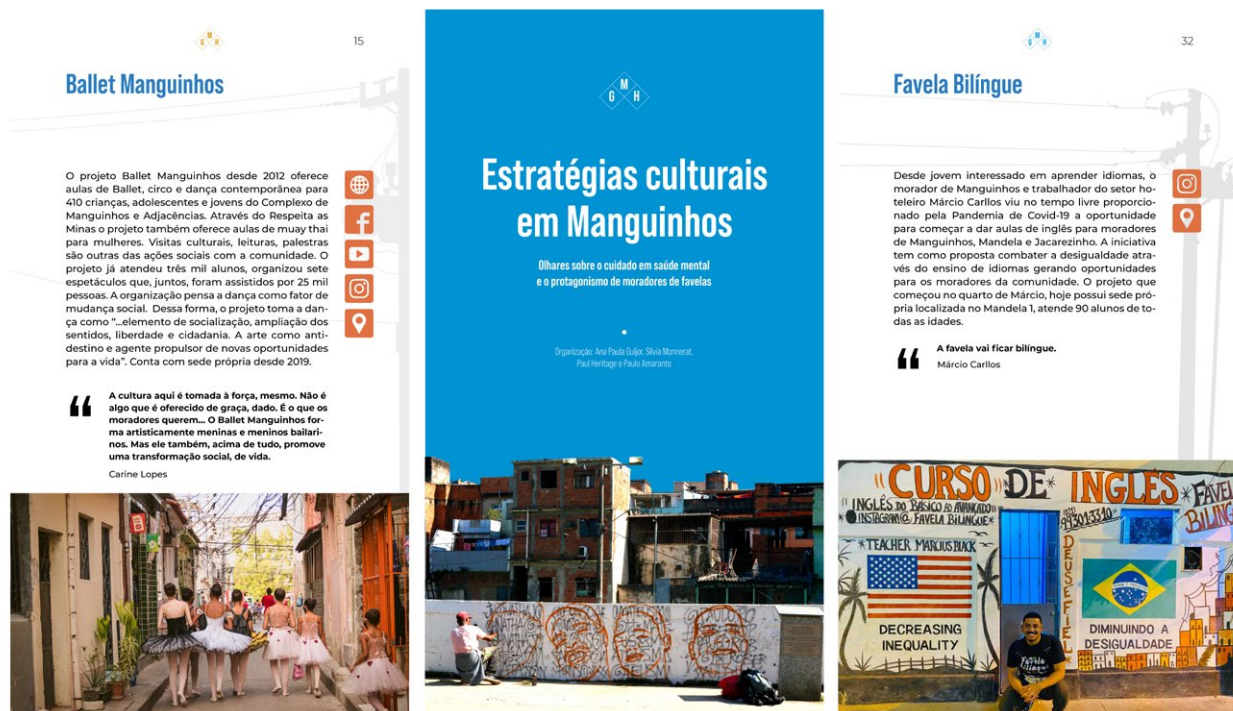 G M H
15
Ballet Manguinhos
O projeto Ballet Manguinhos desde 2012 oferece
aulas de Ballet, circo e dança contemporânea para
410 crianças, adolescentes e jovens do Complexo de
Manguinhos e Adjacências. Através do Respeita as
Minas o projeto também oferece aulas de muay thai
para mulheres. Visitas culturais, leituras, palestras
são outras das ações sociais com a comunidade. O
projeto já atendeu três mil alunos, organizou sete
espetáculos que, juntos, foram assistidos por 25 mil
pessoas. A organização pensa a dança como fator de
mudança social. Dessa forma, o projeto toma a dan-
ça como “...elemento de socialização, ampliação dos
sentidos, liberdade e cidadania. A arte como anti-
destino e agente propulsor de novas oportunidades
para a vida”. Conta com sede própria desde 2019.
“
A cultura aqui é tomada à força, mesmo. Não é
algo que é oferecido de graça, dado. É o que os
moradores querem... O Ballet Manguinhos for-
ma artisticamente meninas e meninos bailari-
nos. Mas ele também, acima de tudo, promove
uma transformação social, de vida.
Carine Lopes
G M H
Estratégias culturais
em Manguinhos
Olhares sobre o cuidado em saúde mental
e o protagonismo de moradores de favelas
Organização: Ana Paula Guljor, Silvia Monnerat,
Paul Heritage e Paulo Amarante
G M H
32
Favela Bilíngue
Desde jovem interessado em aprender idiomas, o
morador de Manguinhos e trabalhador do setor ho-
teleiro Márcio Carllos viu no tempo livre proporcio-
nado pela Pandemia de Covid-19 a oportunidade
para começar a dar aulas de inglês para moradores
de Manguinhos, Mandela e Jacarezinho. A iniciativa
tem como proposta combater a desigualdade atra-
vés do ensino de idiomas gerando oportunidades
para os moradores da comunidade. O projeto que
começou no quarto de Márcio, hoje possui sede pró-
pria localizada no Mandela 1, atende 90 alunos de to-
das as idades.
“
A favela vai ficar bilíngue.
Márcio Carllos
"CURSO" DE INGLÊS * FAVELA
BILING
INGLÊS DO BÁSICO AO AVANÇADO
INSTAGRAM@ FAVELA BILINGUE*
*TEACHER MARCIUS BLACK
DEUS É FIEL
DECREASING
INEQUALITY
DIMINUINDO A
DESIGUALDADE
Favela
Bilíngue